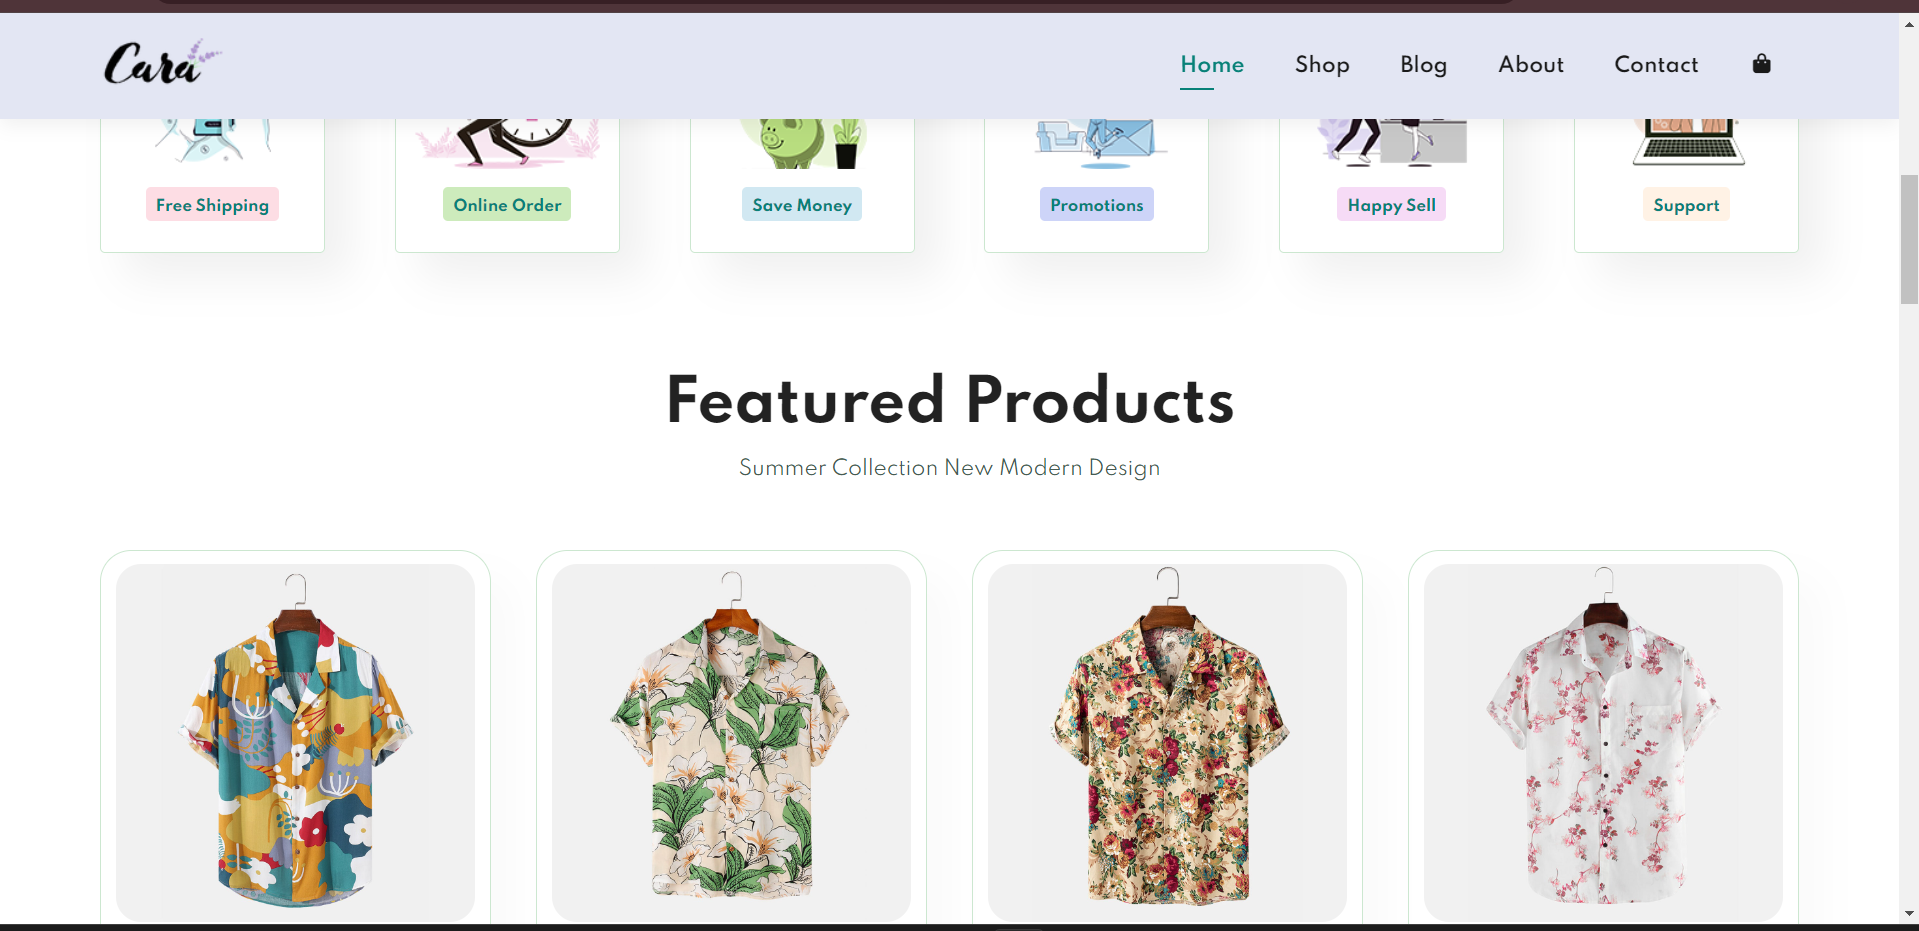 Cara
Home Shop Blog About Contact
Free Shipping Online Order Save Money Promotions Happy Sell Support
Featured Products
Summer Collection New Modern Design